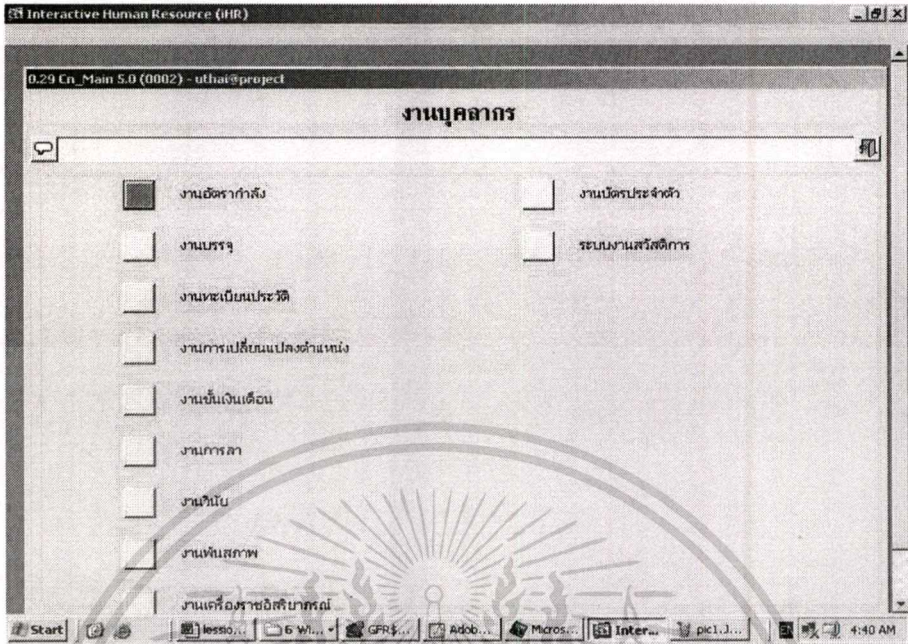 Interactive Human Resource (iHR)
0.29 Cn_Main 5.0 (0002) - uthai@project
งานบุคลากร
งานอัตรากำลัง
งานบรรจุ
งานทะเบียนประวัติ
งานการเปลี่ยนแปลงตำแหน่ง
งานขั้นเงินเดือน
งานการลา
งานวินัย
งานพ้นสภาพ
งานเครื่องราชอิสริยาภรณ์
งานบัตรประจำตัว
ระบบงานสวัสดิการ
Start lessio... 6 Wi... GFRS... Adob... Micros... Inter... pic1.J... 4:40 AM